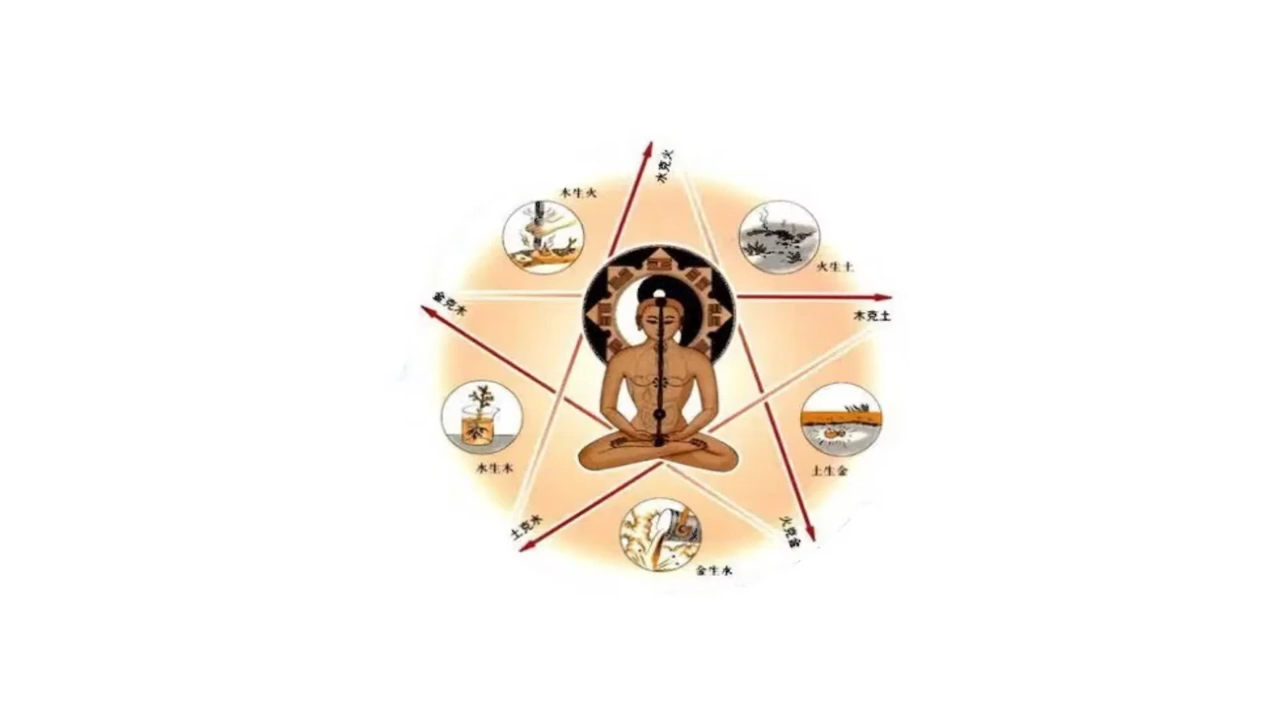 水克火
木生火
火生土
金克木
木克土
水生木
土生金
土克水
火克金
金生水